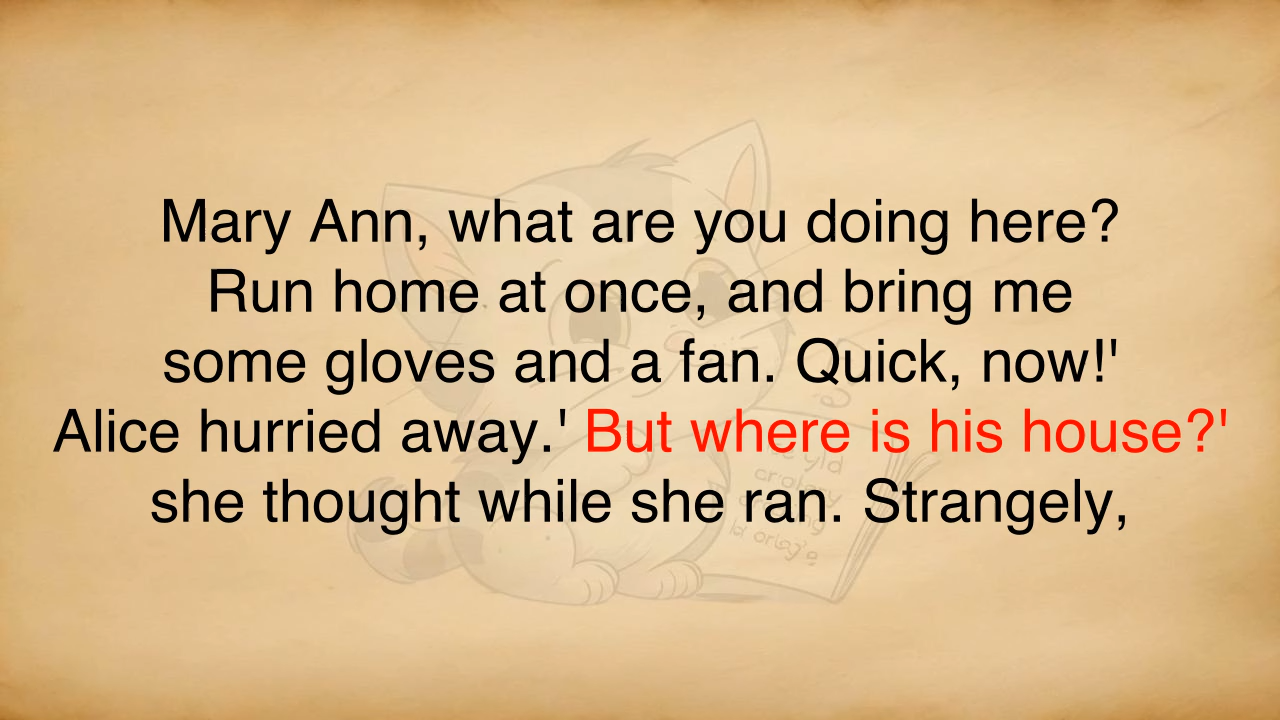 Mary Ann, what are you doing here?
Run home at once, and bring me
some gloves and a fan. Quick, now!'
Alice hurried away.' But where is his house?'
she thought while she ran. Strangely,